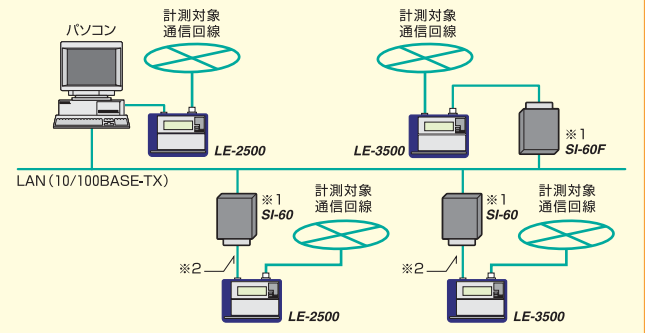 パソコン
計測対象
通信回線
LE-2500
計測対象
通信回線
LE-3500
※1
SI-60F
LAN（10/100BASE-TX）
※1
SI-60
計測対象
通信回線
※2
LE-2500
※1
SI-60
計測対象
通信回線
※2
LE-3500